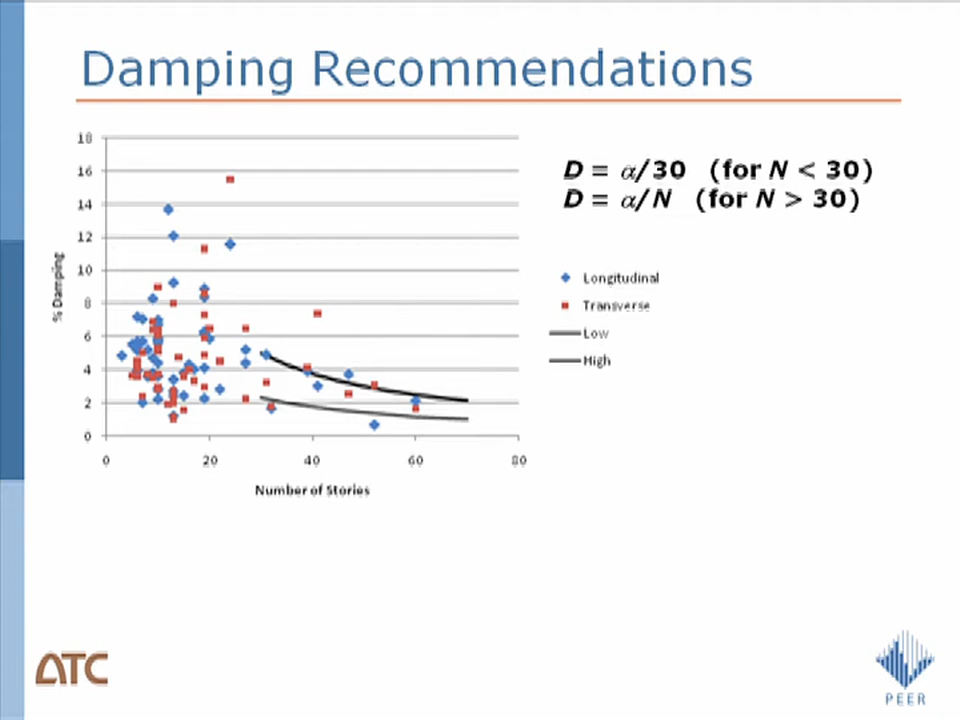 Damping Recommendations
D = α/30 (for N < 30)
D = α/N (for N > 30)
18
16
14
12
10
8
6
4
2
0
% Damping
0 20 40 60 80
Number of Stories
Longitudinal
Transverse
Low
High
ATC
PEER